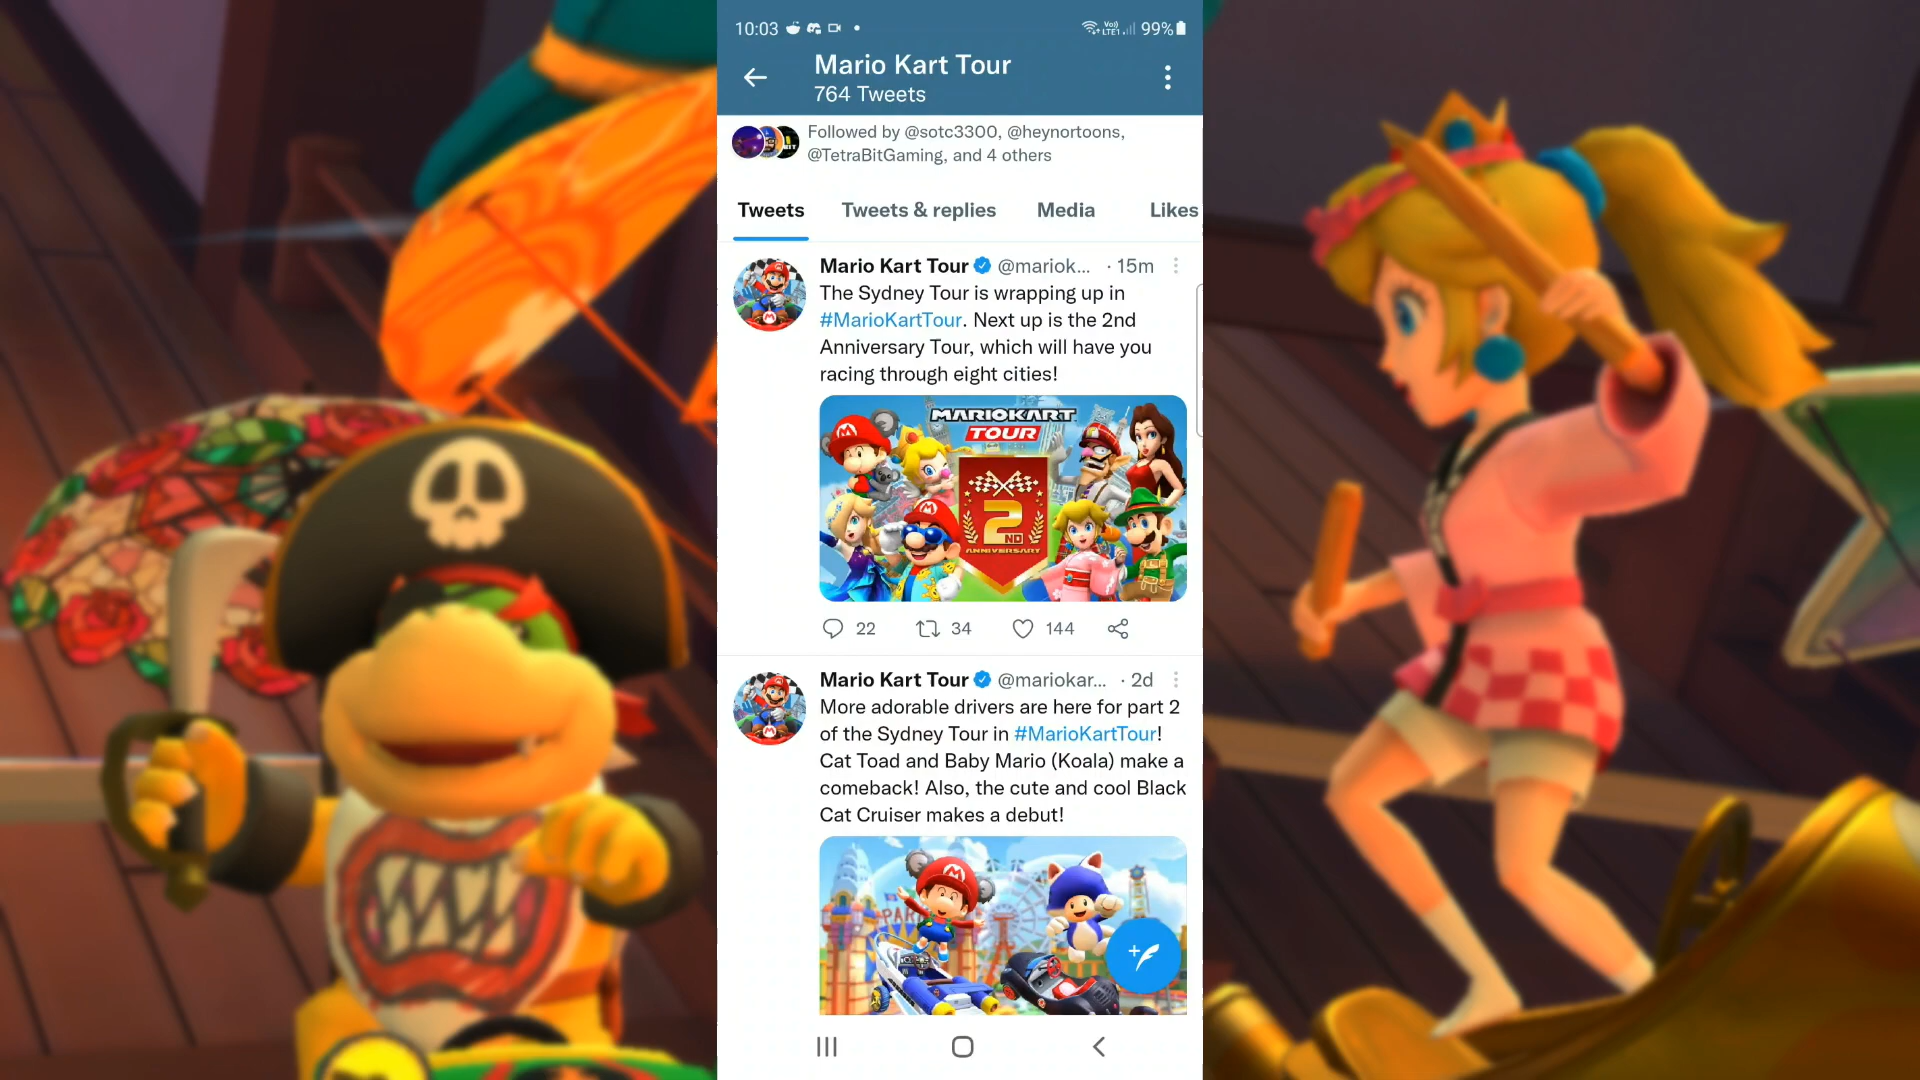 10:03
Vo))
LTE1
99%
Mario Kart Tour
764 Tweets
Followed by @sotc3300, @heynortoons,
@TetraBitGaming, and 4 others
Tweets
Tweets & replies
Media
Likes
Mario Kart Tour @mariok... · 15m
The Sydney Tour is wrapping up in
#MarioKartTour. Next up is the 2nd
Anniversary Tour, which will have you
racing through eight cities!
MARIOKART
TOUR
2
ND
ANNIVERSARY
22
34
144
Mario Kart Tour @mariokar... · 2d
More adorable drivers are here for part 2
of the Sydney Tour in #MarioKartTour!
Cat Toad and Baby Mario (Koala) make a
comeback! Also, the cute and cool Black
Cat Cruiser makes a debut!